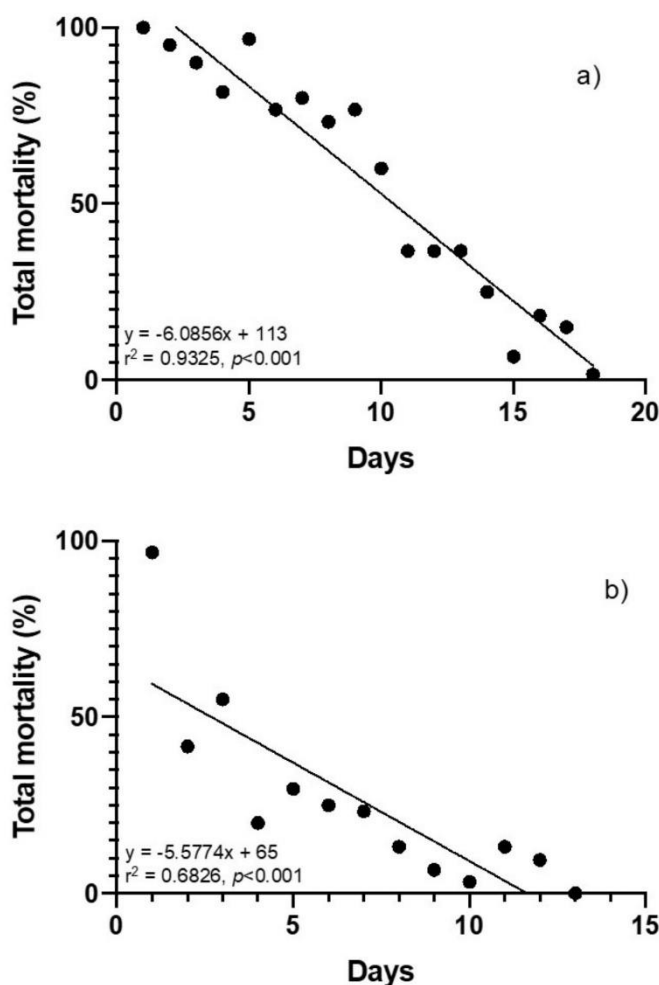 100
a)
Total mortality (%)
50
y = -6.0856x + 113
r² = 0.9325, p<0.001
0
0 5 10 15 20
Days
100
b)
Total mortality (%)
50
y = -5.5774x + 65
r² = 0.6826, p<0.001
0
0 5 10 15
Days